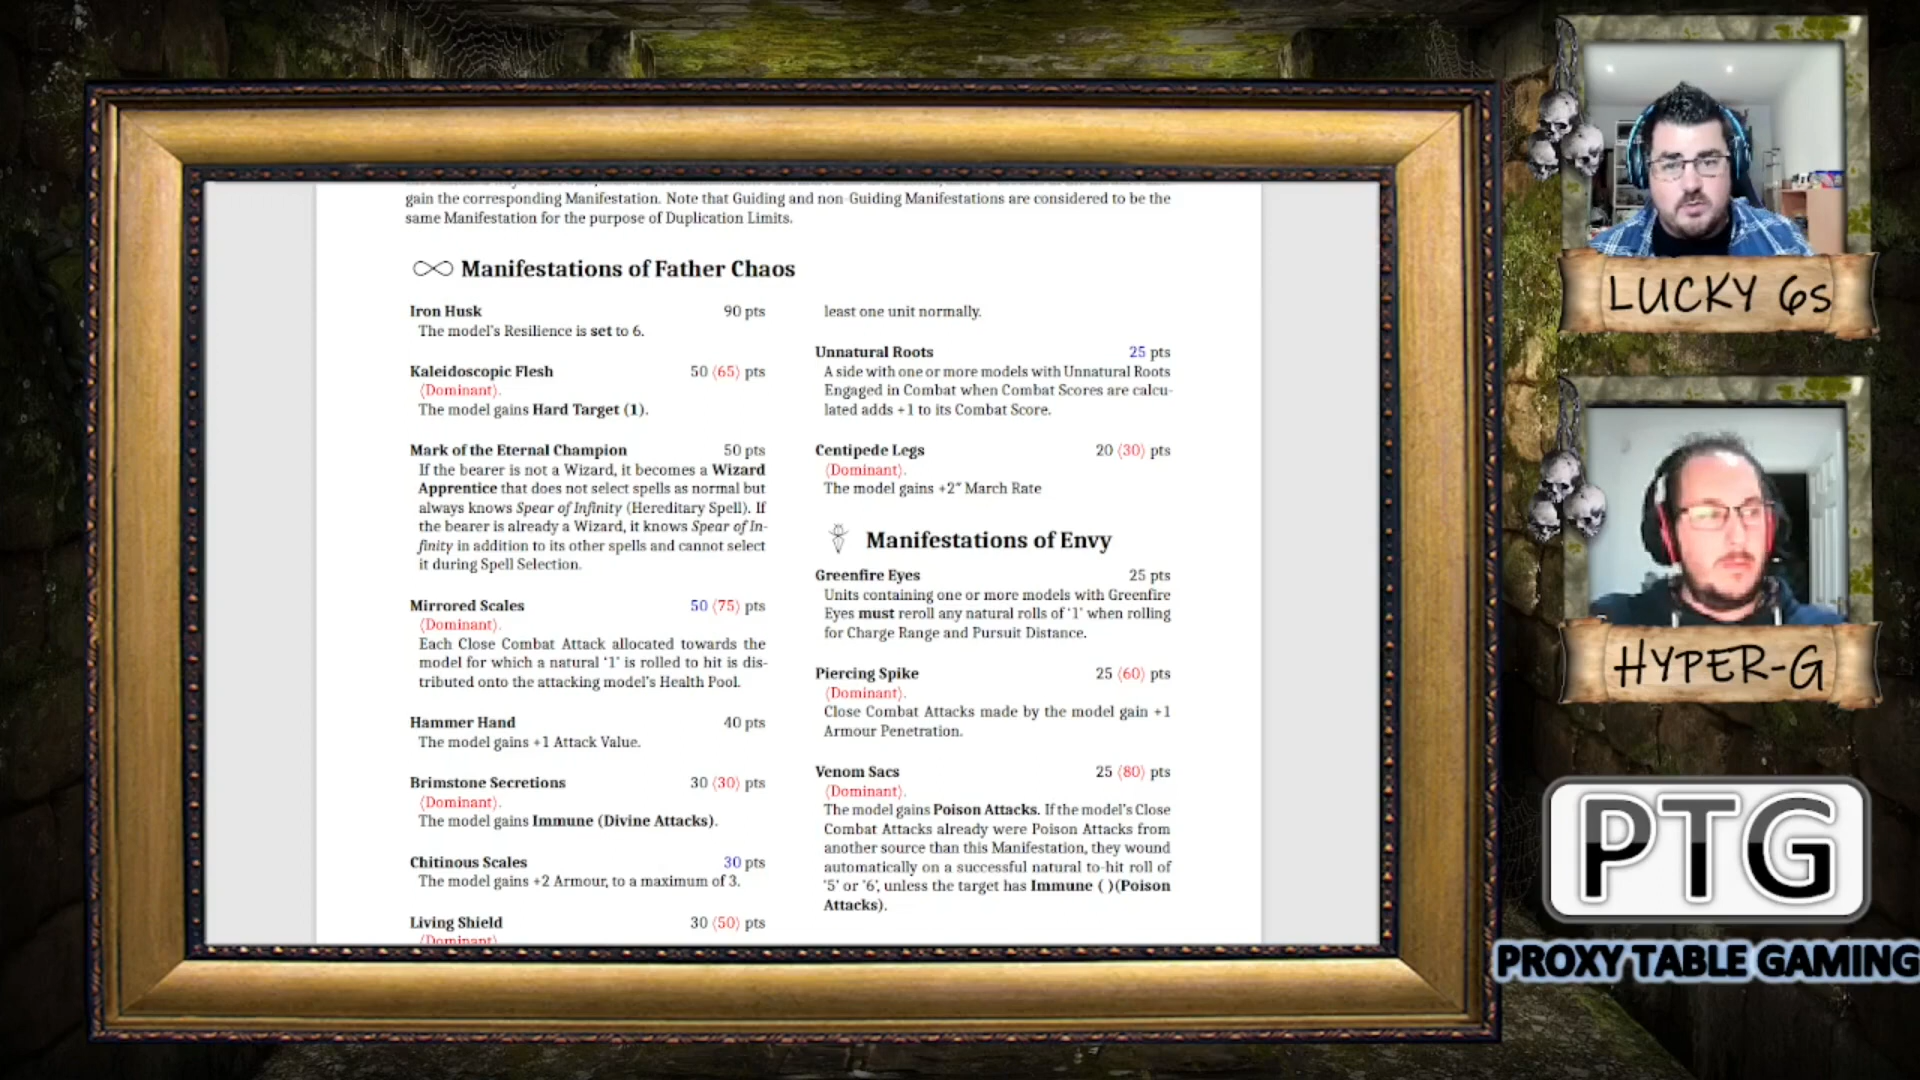 gain the corresponding Manifestation. Note that Guiding and non-Guiding Manifestations are considered to be the
same Manifestation for the purpose of Duplication Limits.
Manifestations of Father Chaos
Iron Husk 90 pts
The model's Resilience is set to 6.
Kaleidoscopic Flesh 50 (65) pts
(Dominant).
The model gains Hard Target (1).
Mark of the Eternal Champion 50 pts
If the bearer is not a Wizard, it becomes a Wizard
Apprentice that does not select spells as normal but
always knows Spear of Infinity (Hereditary Spell). If
the bearer is already a Wizard, it knows Spear of In-
finity in addition to its other spells and cannot select
it during Spell Selection.
Mirrored Scales 50 (75) pts
(Dominant).
Each Close Combat Attack allocated towards the
model for which a natural '1' is rolled to hit is dis-
tributed onto the attacking model's Health Pool.
Hammer Hand 40 pts
The model gains +1 Attack Value.
Brimstone Secretions 30 (30) pts
(Dominant).
The model gains Immune (Divine Attacks).
Chitinous Scales 30 pts
The model gains +2 Armour, to a maximum of 3.
Living Shield 30 (50) pts
(Dominant).
least one unit normally.
Unnatural Roots 25 pts
A side with one or more models with Unnatural Roots
Engaged in Combat when Combat Scores are calcu-
lated adds +1 to its Combat Score.
Centipede Legs 20 (30) pts
(Dominant).
The model gains +2″ March Rate
Manifestations of Envy
Greenfire Eyes 25 pts
Units containing one or more models with Greenfire
Eyes must reroll any natural rolls of '1' when rolling
for Charge Range and Pursuit Distance.
Piercing Spike 25 (60) pts
(Dominant).
Close Combat Attacks made by the model gain +1
Armour Penetration.
Venom Sacs 25 (80) pts
(Dominant).
The model gains Poison Attacks. If the model's Close
Combat Attacks already were Poison Attacks from
another source than this Manifestation, they wound
automatically on a successful natural to-hit roll of
'5' or '6', unless the target has Immune ( )(Poison
Attacks).
LUCKY 6s
HYPER-G
PTG
PROXY TABLE GAMING